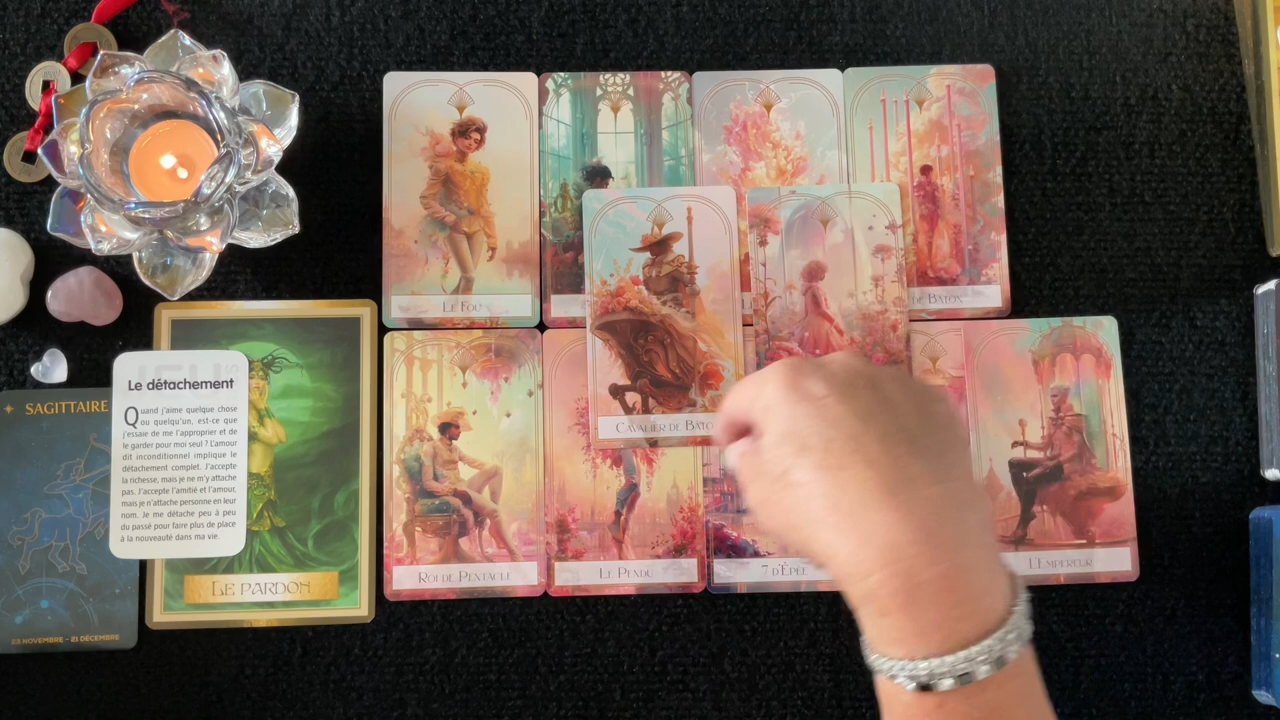 LE FOU
DE BÂTON
CAVALIER DE BATO
ROI DE PENTACLE
LE PENDU
7 D'ÉPÉE
L'EMPEREUR
SAGITTAIRE
23 NOVEMBRE - 21 DÉCEMBRE
Le détachement
Quand j'aime quelque chose
ou quelqu'un, est-ce que
j'essaie de me l'approprier et de
le garder pour moi seul ? L'amour
dit inconditionnel implique le
détachement complet. J'accepte
la richesse, mais je ne m'y attache
pas. J'accepte l'amitié et l'amour,
mais je n'attache personne en leur
nom. Je me détache peu à peu
du passé pour faire plus de place
à la nouveauté dans ma vie.
LE PARDON